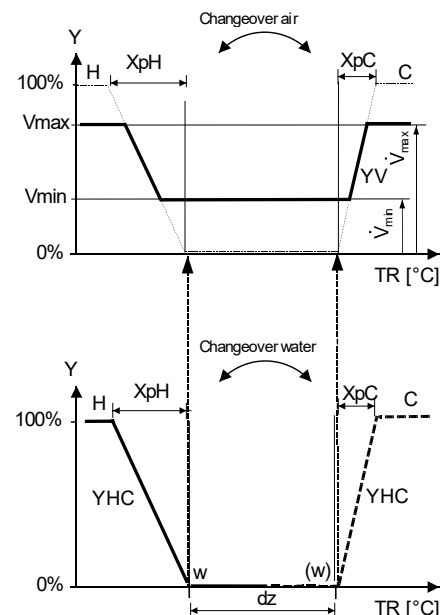 Changeover air
Y
XpH
XpC
H
C
100%
Vmax
V̇max
YV
Vmin
V̇min
0%
TR [°C]
Changeover water
Y
XpH
XpC
H
C
100%
YHC
YHC
w
(w)
0%
dz
TR [°C]